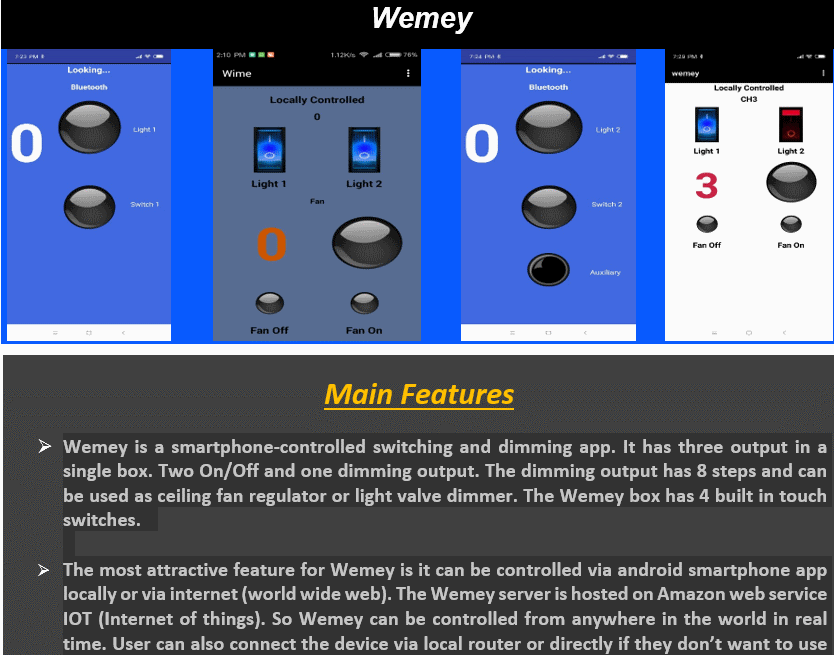 Wemey
7:23 PM
Looking...
Bluetooth
0
Light 1
Switch 1
2:10 PM
1.12K/s
76%
Wime
Locally Controlled
0
Light 1
Light 2
Fan
0
Fan Off
Fan On
7:24 PM
Looking...
Bluetooth
0
Light 2
Switch 2
Auxiliary
7:25 PM
wemey
Locally Controlled
CH3
Light 1
Light 2
3
Fan Off
Fan On
Main Features
Wemey is a smartphone-controlled switching and dimming app. It has three output in a
single box. Two On/Off and one dimming output. The dimming output has 8 steps and can
be used as ceiling fan regulator or light valve dimmer. The Wemey box has 4 built in touch
switches.
The most attractive feature for Wemey is it can be controlled via android smartphone app
locally or via internet (world wide web). The Wemey server is hosted on Amazon web service
IOT (Internet of things). So Wemey can be controlled from anywhere in the world in real
time. User can also connect the device via local router or directly if they don’t want to use